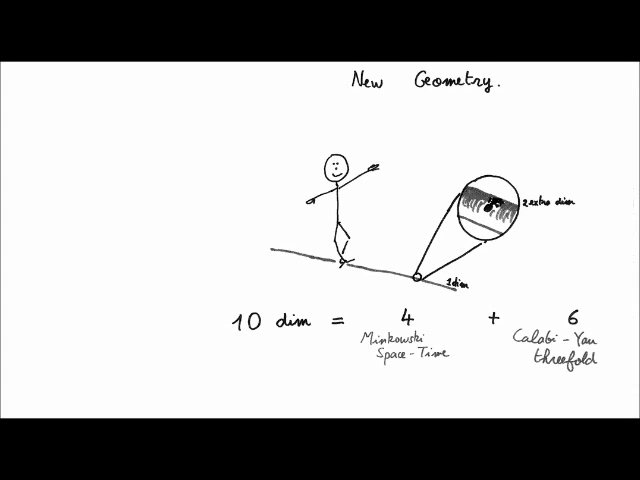 New Geometry.
2 extra dim
1 dim
10 dim = 4 + 6
Minkowski Calabi-Yau
Space-Time threefold